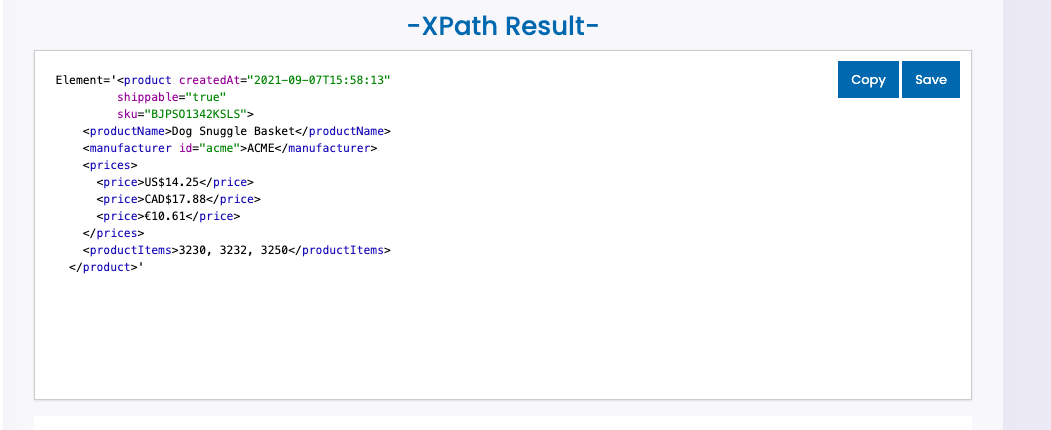 -XPath Result-
Copy Save
Element='<product createdAt="2021-09-07T15:58:13"
shippable="true"
sku="BJPSO1342KSLS">
<productName>Dog Snuggle Basket</productName>
<manufacturer id="acme">ACME</manufacturer>
<prices>
<price>US$14.25</price>
<price>CAD$17.88</price>
<price>€10.61</price>
</prices>
<productItems>3230, 3232, 3250</productItems>
</product>'